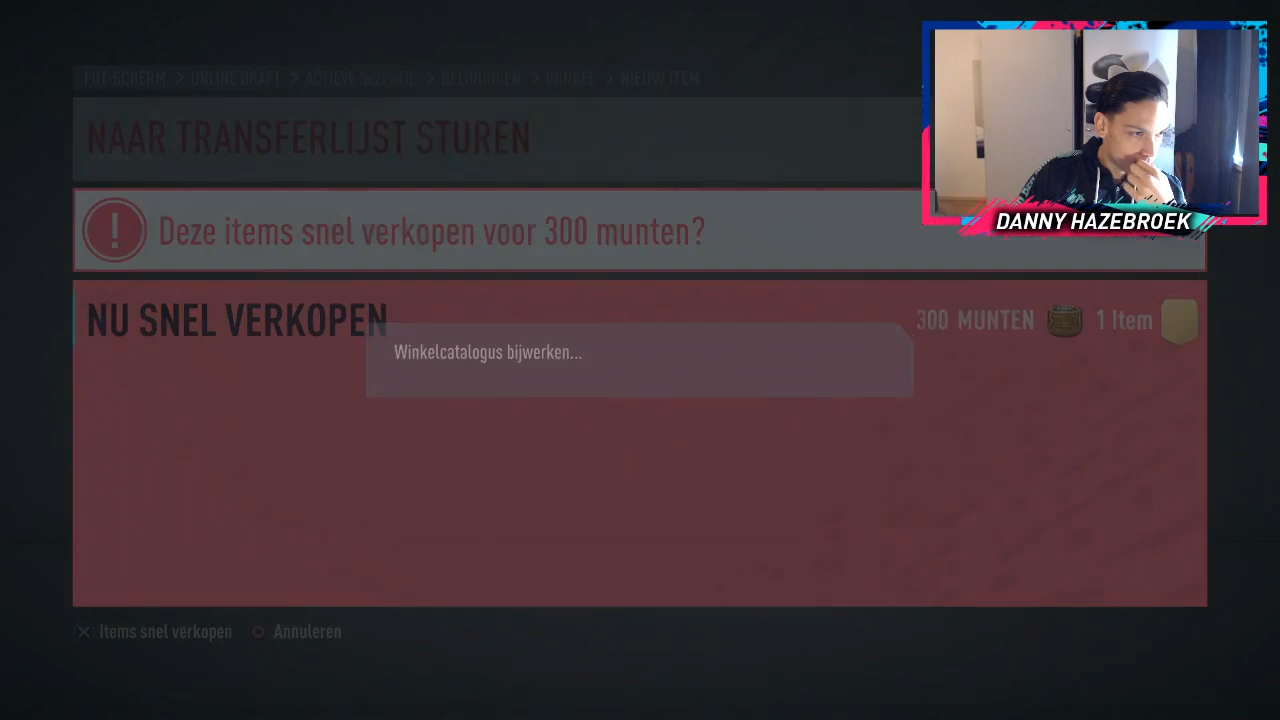 FUT-SCHERM > ONLINE DRAFT > ACTIEVE > BELONINGEN > WINKEL > NIEUW ITEM
NAAR TRANSFERLIJST STUREN
! Deze items snel verkopen voor 300 munten?
DANNY HAZEBROEK
NU SNEL VERKOPEN
300 MUNTEN 1 Item
Winkelcatalogus bijwerken...
Items snel verkopen Annuleren